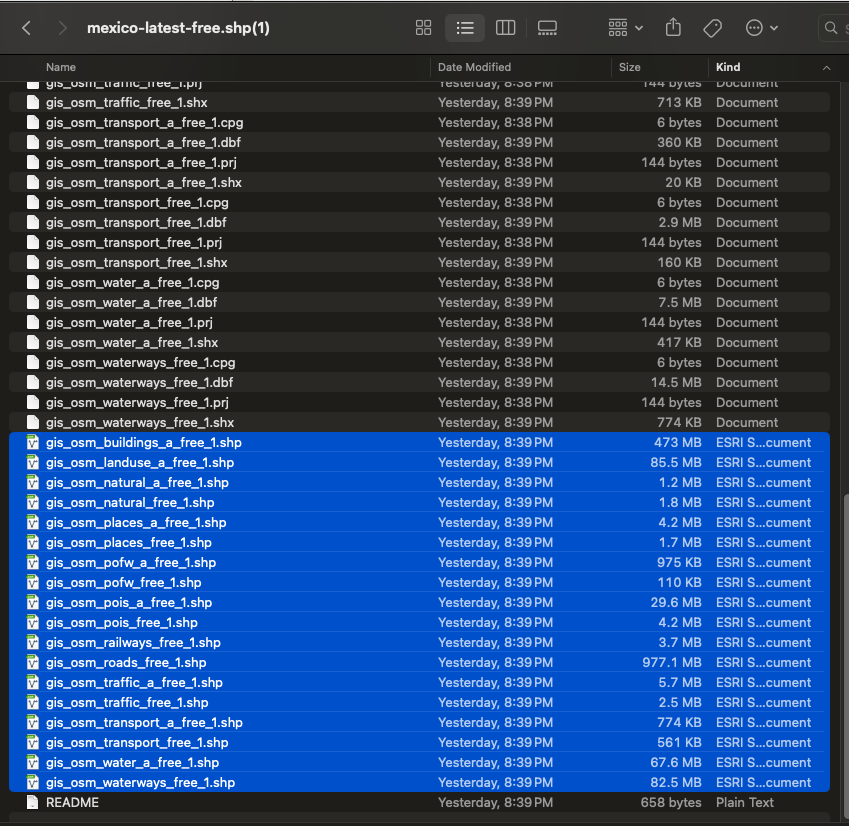 mexico-latest-free.shp(1)
Name Date Modified Size Kind
gis_osm_traffic_free_1.prj Yesterday, 8:38 PM 144 bytes Document
gis_osm_traffic_free_1.shx Yesterday, 8:39 PM 713 KB Document
gis_osm_transport_a_free_1.cpg Yesterday, 8:38 PM 6 bytes Document
gis_osm_transport_a_free_1.dbf Yesterday, 8:39 PM 360 KB Document
gis_osm_transport_a_free_1.prj Yesterday, 8:38 PM 144 bytes Document
gis_osm_transport_a_free_1.shx Yesterday, 8:39 PM 20 KB Document
gis_osm_transport_free_1.cpg Yesterday, 8:38 PM 6 bytes Document
gis_osm_transport_free_1.dbf Yesterday, 8:39 PM 2.9 MB Document
gis_osm_transport_free_1.prj Yesterday, 8:38 PM 144 bytes Document
gis_osm_transport_free_1.shx Yesterday, 8:39 PM 160 KB Document
gis_osm_water_a_free_1.cpg Yesterday, 8:38 PM 6 bytes Document
gis_osm_water_a_free_1.dbf Yesterday, 8:39 PM 7.5 MB Document
gis_osm_water_a_free_1.prj Yesterday, 8:38 PM 144 bytes Document
gis_osm_water_a_free_1.shx Yesterday, 8:39 PM 417 KB Document
gis_osm_waterways_free_1.cpg Yesterday, 8:38 PM 6 bytes Document
gis_osm_waterways_free_1.dbf Yesterday, 8:39 PM 14.5 MB Document
gis_osm_waterways_free_1.prj Yesterday, 8:38 PM 144 bytes Document
gis_osm_waterways_free_1.shx Yesterday, 8:39 PM 774 KB Document
gis_osm_buildings_a_free_1.shp Yesterday, 8:39 PM 473 MB ESRI S...cument
gis_osm_landuse_a_free_1.shp Yesterday, 8:39 PM 85.5 MB ESRI S...cument
gis_osm_natural_a_free_1.shp Yesterday, 8:39 PM 1.2 MB ESRI S...cument
gis_osm_natural_free_1.shp Yesterday, 8:39 PM 1.8 MB ESRI S...cument
gis_osm_places_a_free_1.shp Yesterday, 8:39 PM 4.2 MB ESRI S...cument
gis_osm_places_free_1.shp Yesterday, 8:39 PM 1.7 MB ESRI S...cument
gis_osm_pofw_a_free_1.shp Yesterday, 8:39 PM 975 KB ESRI S...cument
gis_osm_pofw_free_1.shp Yesterday, 8:39 PM 110 KB ESRI S...cument
gis_osm_pois_a_free_1.shp Yesterday, 8:39 PM 29.6 MB ESRI S...cument
gis_osm_pois_free_1.shp Yesterday, 8:39 PM 4.2 MB ESRI S...cument
gis_osm_railways_free_1.shp Yesterday, 8:39 PM 3.7 MB ESRI S...cument
gis_osm_roads_free_1.shp Yesterday, 8:39 PM 977.1 MB ESRI S...cument
gis_osm_traffic_a_free_1.shp Yesterday, 8:39 PM 5.7 MB ESRI S...cument
gis_osm_traffic_free_1.shp Yesterday, 8:39 PM 2.5 MB ESRI S...cument
gis_osm_transport_a_free_1.shp Yesterday, 8:39 PM 774 KB ESRI S...cument
gis_osm_transport_free_1.shp Yesterday, 8:39 PM 561 KB ESRI S...cument
gis_osm_water_a_free_1.shp Yesterday, 8:39 PM 67.6 MB ESRI S...cument
gis_osm_waterways_free_1.shp Yesterday, 8:39 PM 82.5 MB ESRI S...cument
README Yesterday, 8:39 PM 658 bytes Plain Text